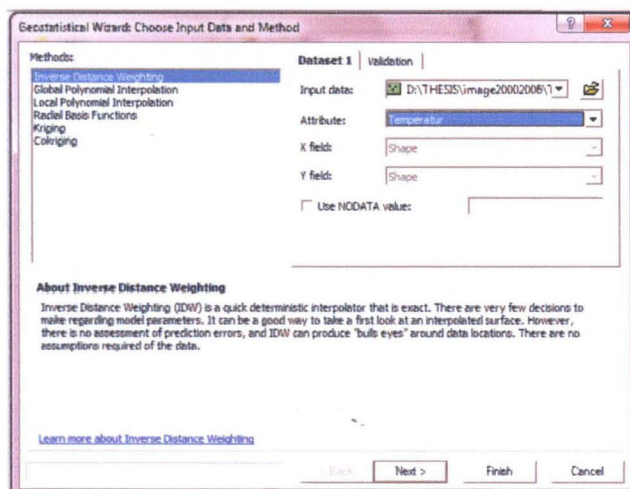 Geostatistical Wizard: Choose Input Data and Method
Methods:
Inverse Distance Weighting
Global Polynomial Interpolation
Local Polynomial Interpolation
Radial Basis Functions
Kriging
Cokriging
Dataset 1 Validation
Input data: D:\THESIS\image20002006\
Attribute: Temperatur
X field: Shape
Y field: Shape
Use NODATA value:
About Inverse Distance Weighting
Inverse Distance Weighting (IDW) is a quick deterministic interpolator that is exact. There are very few decisions to
make regarding model parameters. It can be a good way to take a first look at an interpolated surface. However,
there is no assessment of prediction errors, and IDW can produce "bulls eyes" around data locations. There are no
assumptions required of the data.
Learn more about Inverse Distance Weighting
< Back Next > Finish Cancel